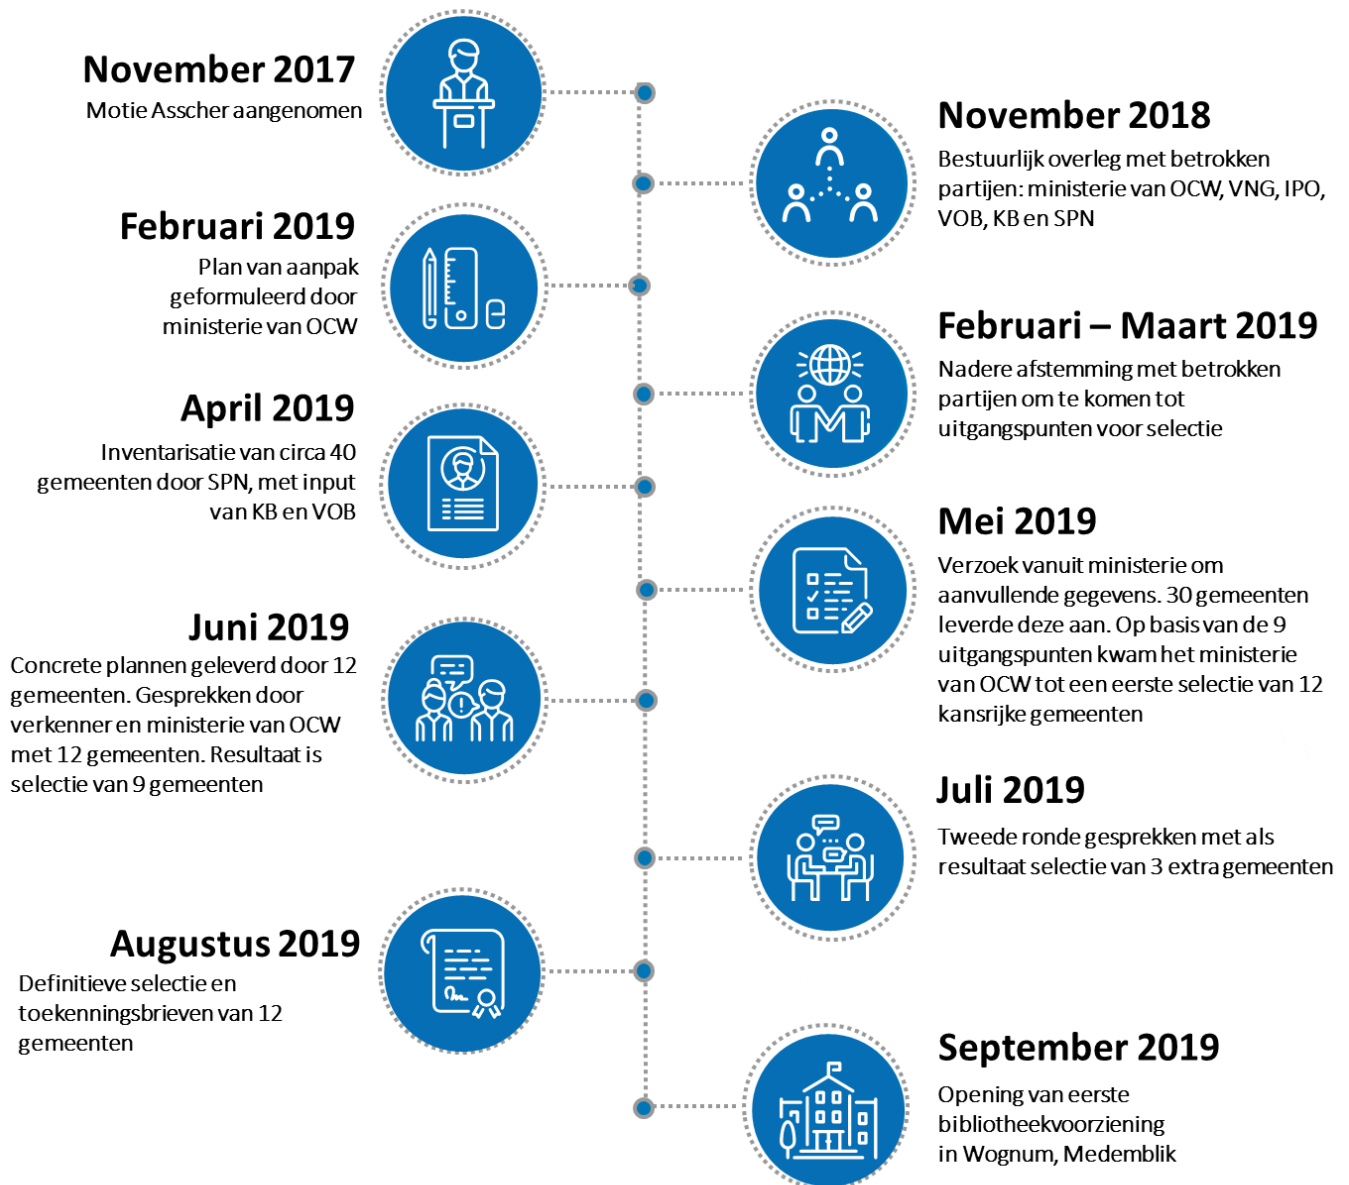 November 2017
Motie Asscher aangenomen
November 2018
Bestuurlijk overleg met betrokken
partijen: ministerie van OCW, VNG, IPO,
VOB, KB en SPN
Februari 2019
Plan van aanpak
geformuleerd door
ministerie van OCW
Februari – Maart 2019
Nadere afstemming met betrokken
partijen om te komen tot
uitgangspunten voor selectie
April 2019
Inventarisatie van circa 40
gemeenten door SPN, met input
van KB en VOB
Mei 2019
Verzoek vanuit ministerie om
aanvullende gegevens. 30 gemeenten
leverde deze aan. Op basis van de 9
uitgangspunten kwam het ministerie
van OCW tot een eerste selectie van 12
kansrijke gemeenten
Juni 2019
Concrete plannen geleverd door 12
gemeenten. Gesprekken door
verkenner en ministerie van OCW
met 12 gemeenten. Resultaat is
selectie van 9 gemeenten
Juli 2019
Tweede ronde gesprekken met als
resultaat selectie van 3 extra gemeenten
Augustus 2019
Definitieve selectie en
toekenningsbrieven van 12
gemeenten
September 2019
Opening van eerste
bibliotheekvoorziening
in Wognum, Medemblik